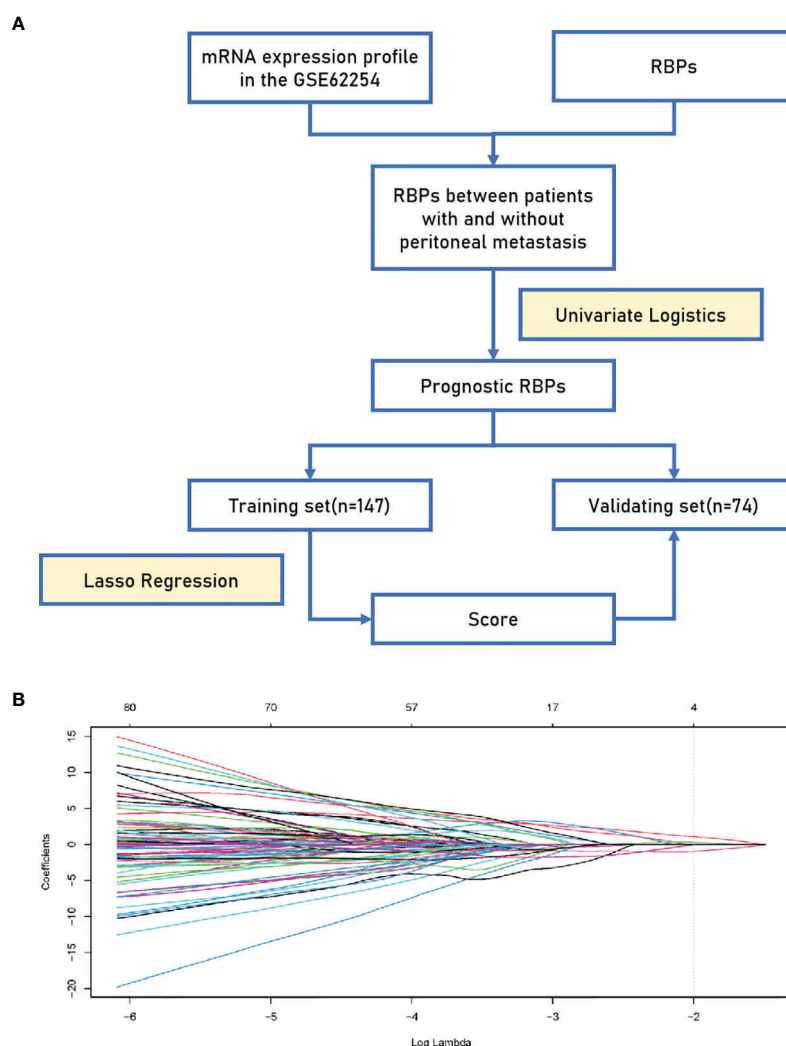 A
mRNA expression profile
in the GSE62254
RBPs
RBPs between patients
with and without
peritoneal metastasis
Univariate Logistics
Prognostic RBPs
Training set(n=147)
Validating set(n=74)
Lasso Regression
Score
B
80 70 57 17 4
15
10
5
0
-5
-10
-15
-20
Coefficients
-6 -5 -4 -3 -2
Log Lambda